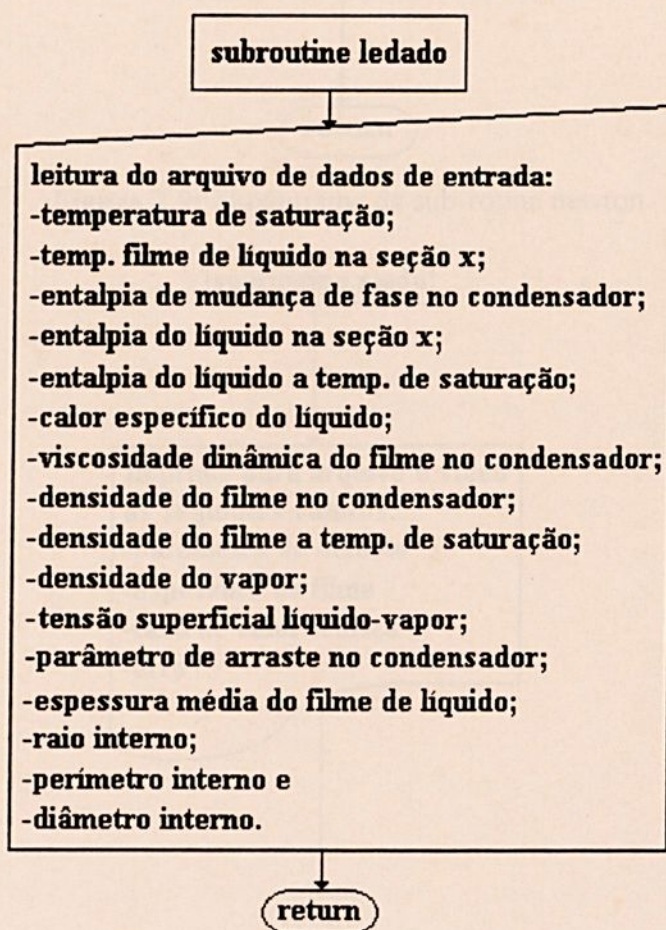 subroutine ledado
leitura do arquivo de dados de entrada:
-temperatura de saturação;
-temp. filme de líquido na seção x;
-entalpia de mudança de fase no condensador;
-entalpia do líquido na seção x;
-entalpia do líquido a temp. de saturação;
-calor específico do líquido;
-viscosidade dinâmica do filme no condensador;
-densidade do filme no condensador;
-densidade do filme a temp. de saturação;
-densidade do vapor;
-tensão superficial líquido-vapor;
-parâmetro de arraste no condensador;
-espessura média do filme de líquido;
-raio interno;
-perímetro interno e
-diâmetro interno.
return